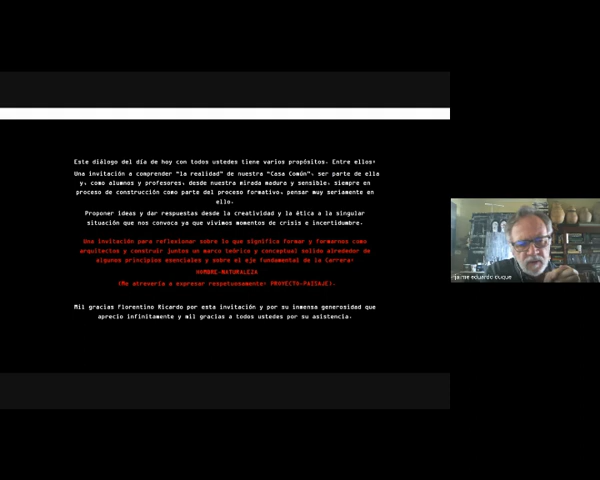 Este diálogo del día de hoy con todos ustedes tiene varios propósitos. Entre ellos:
Una invitación a comprender "la realidad" de nuestra "Casa Común", ser parte de ella
y, como alumnos y profesores, desde nuestra mirada madura y sensible, siempre en
proceso de construcción como parte del proceso formativo, pensar muy seriamente en
ello.
Proponer ideas y dar respuestas desde la creatividad y la ética a la singular
situación que nos convoca ya que vivimos momentos de crisis e incertidumbre.
Una invitación para reflexionar sobre lo que significa formar y formarnos como
arquitectos y construir juntos un marco teórico y conceptual solido alrededor de
algunos principios esenciales y sobre el eje fundamental de la Carrera:
HOMBRE-NATURALEZA
(Me atrevería a expresar respetuosamente: PROYECTO-PAISAJE).
Mil gracias Florentino Ricardo por esta invitación y por su inmensa generosidad que
aprecio infinitamente y mil gracias a todos ustedes por su asistencia.
jaime eduardo duque